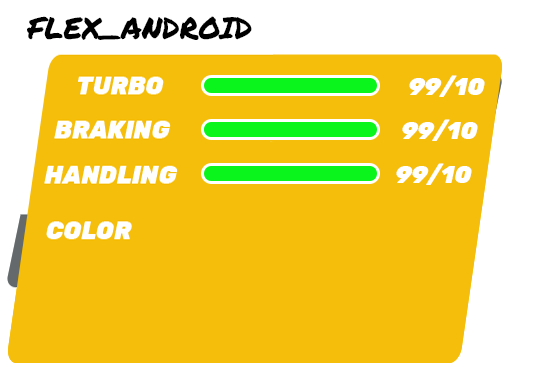 FLEX_ANDROID
TURBO 99/10
BRAKING 99/10
HANDLING 99/10
COLOR